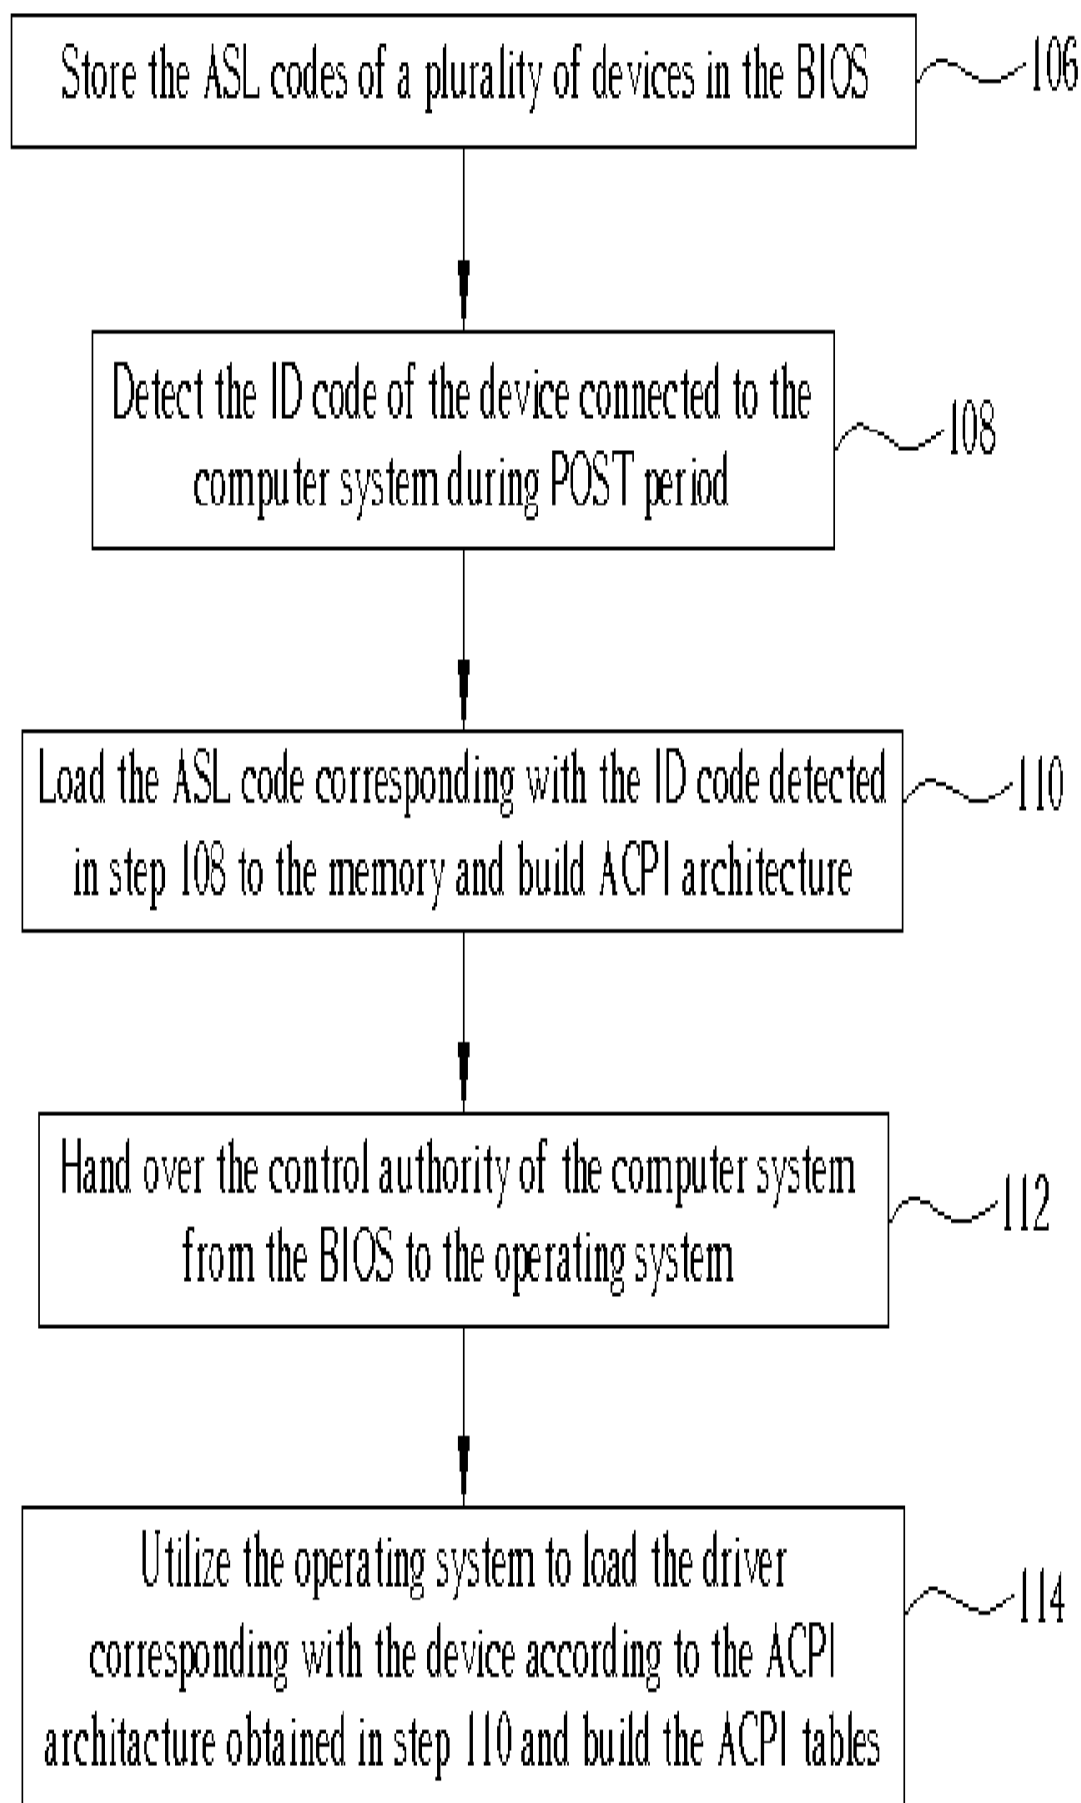 Store the ASL codes of a plurality of devices in the BIOS
106
Detect the ID code of the device connected to the
computer system during POST period
108
Load the ASL code corresponding with the ID code detected
in step 108 to the memory and build ACPI architecture
110
Hand over the control authority of the computer system
from the BIOS to the operating system
112
Utilize the operating system to load the driver
corresponding with the device according to the ACPI
architacture obtained in step 110 and build the ACPI tables
114